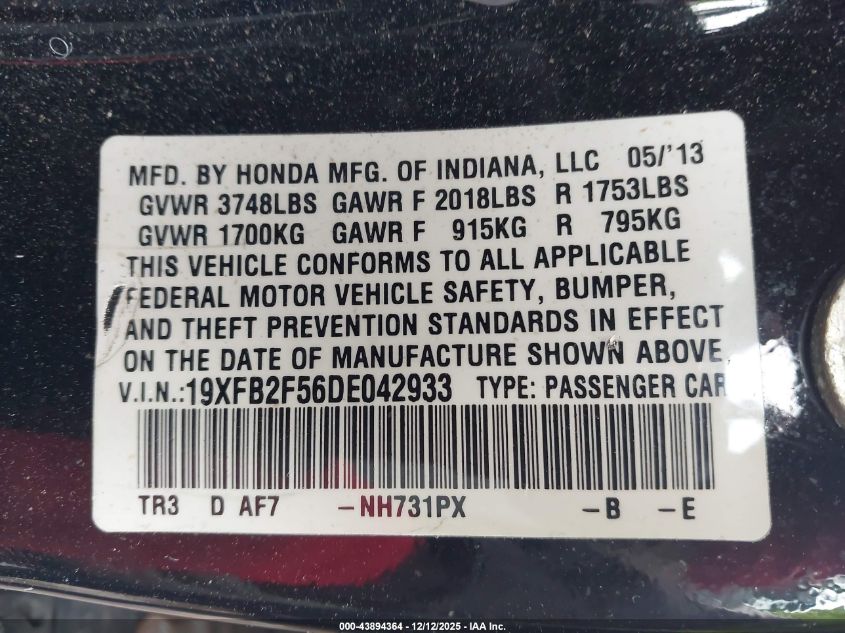 MFD. BY HONDA MFG. OF INDIANA, LLC 05/'13
GVWR 3748LBS GAWR F 2018LBS R 1753LBS
GVWR 1700KG GAWR F 915KG R 795KG
THIS VEHICLE CONFORMS TO ALL APPLICABLE
FEDERAL MOTOR VEHICLE SAFETY, BUMPER,
AND THEFT PREVENTION STANDARDS IN EFFECT
ON THE DATE OF MANUFACTURE SHOWN ABOVE.
V.I.N.:19XFB2F56DE042933 TYPE: PASSENGER CAR
TR3 D AF7 -NH731PX -B -E
000-43894364 - 12/12/2025 - IAA Inc.